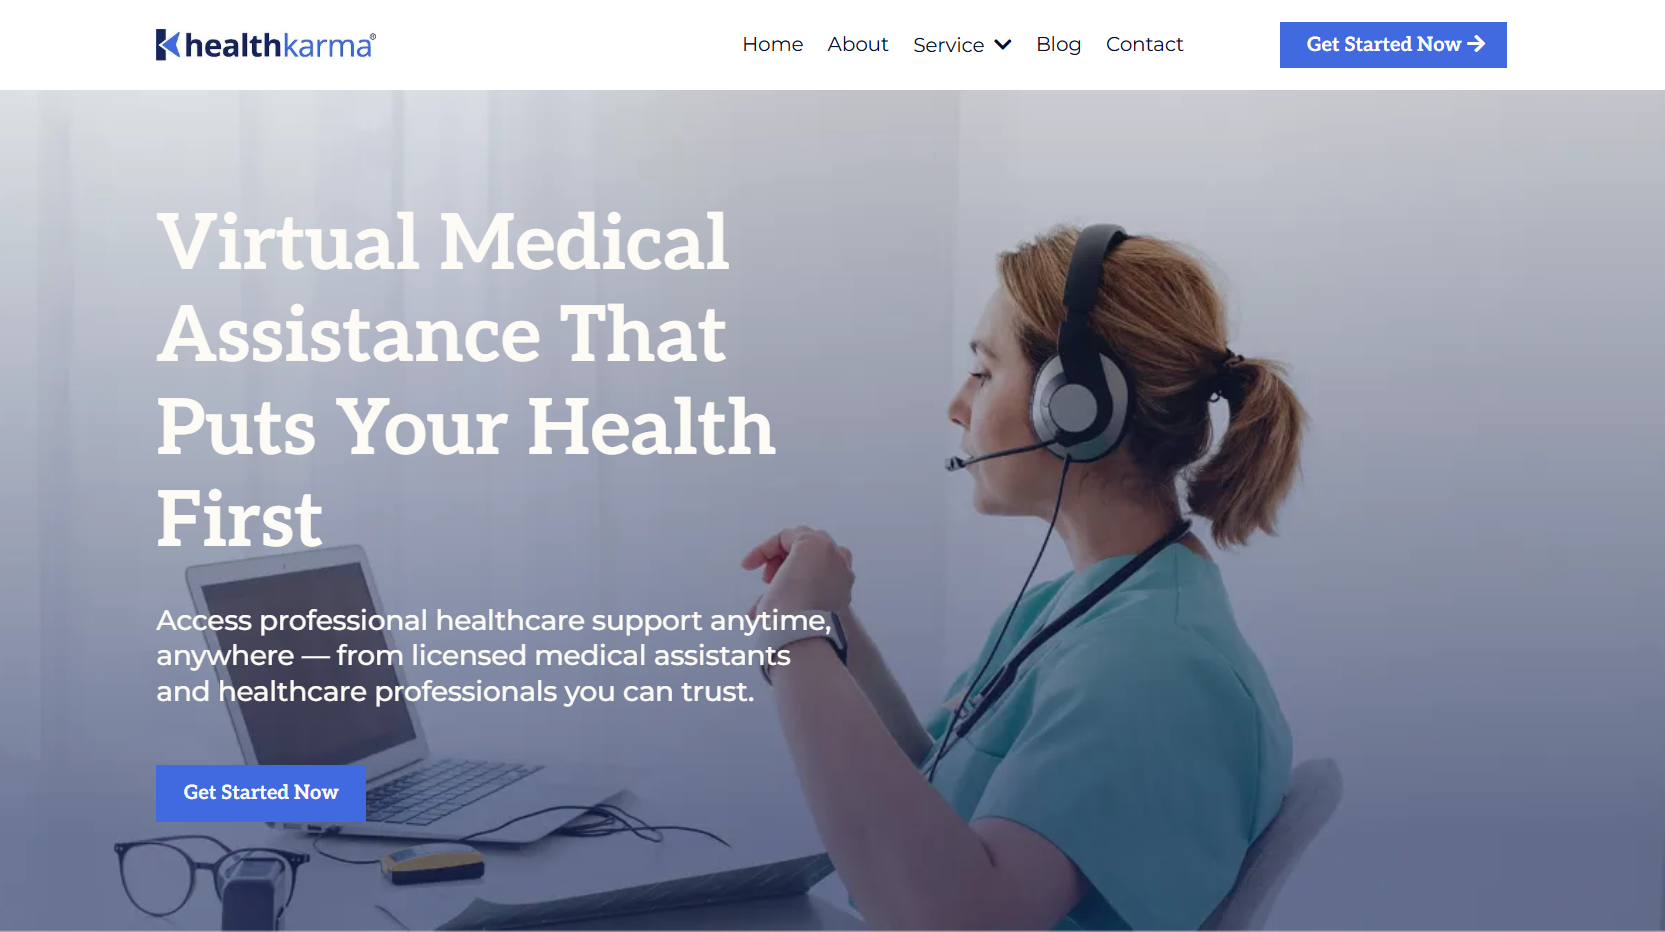 healthkarma®
Home About Service Blog Contact
Get Started Now →
Virtual Medical
Assistance That
Puts Your Health
First
Access professional healthcare support anytime,
anywhere — from licensed medical assistants
and healthcare professionals you can trust.
Get Started Now